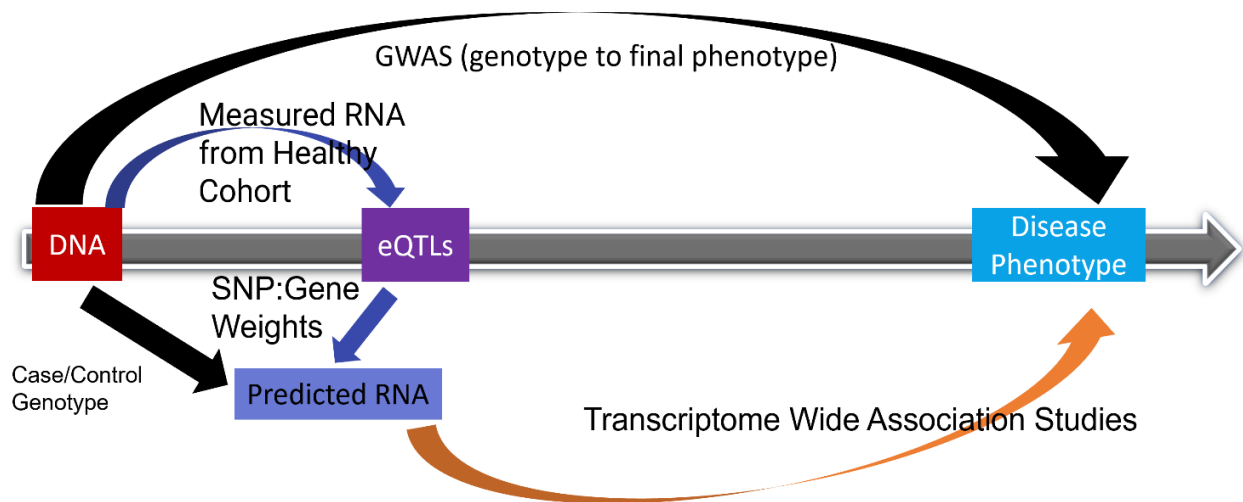 GWAS (genotype to final phenotype)
Measured RNA
from Healthy
Cohort
DNA
eQTLs
Disease
Phenotype
SNP:Gene
Weights
Case/Control
Genotype
Predicted RNA
Transcriptome Wide Association Studies